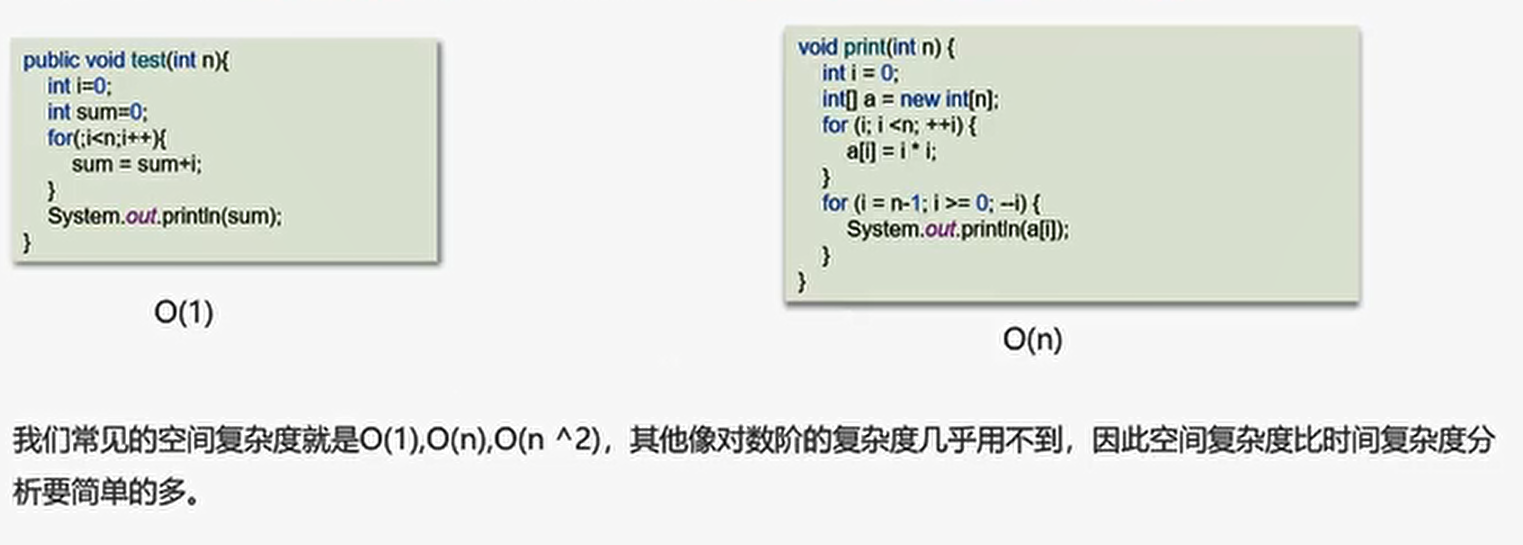 public void test(int n){
int i=0;
int sum=0;
for(;i<n;i++){
sum = sum+i;
}
System.out.println(sum);
}
O(1)
void print(int n) {
int i = 0;
int[] a = new int[n];
for (i; i <n; ++i) {
a[i] = i * i;
}
for (i = n-1; i >= 0; --i) {
System.out.println(a[i]);
}
}
O(n)
我们常见的空间复杂度就是O(1),O(n),O(n ^2)，其他像对数阶的复杂度几乎用不到，因此空间复杂度比时间复杂度分
析要简单的多。